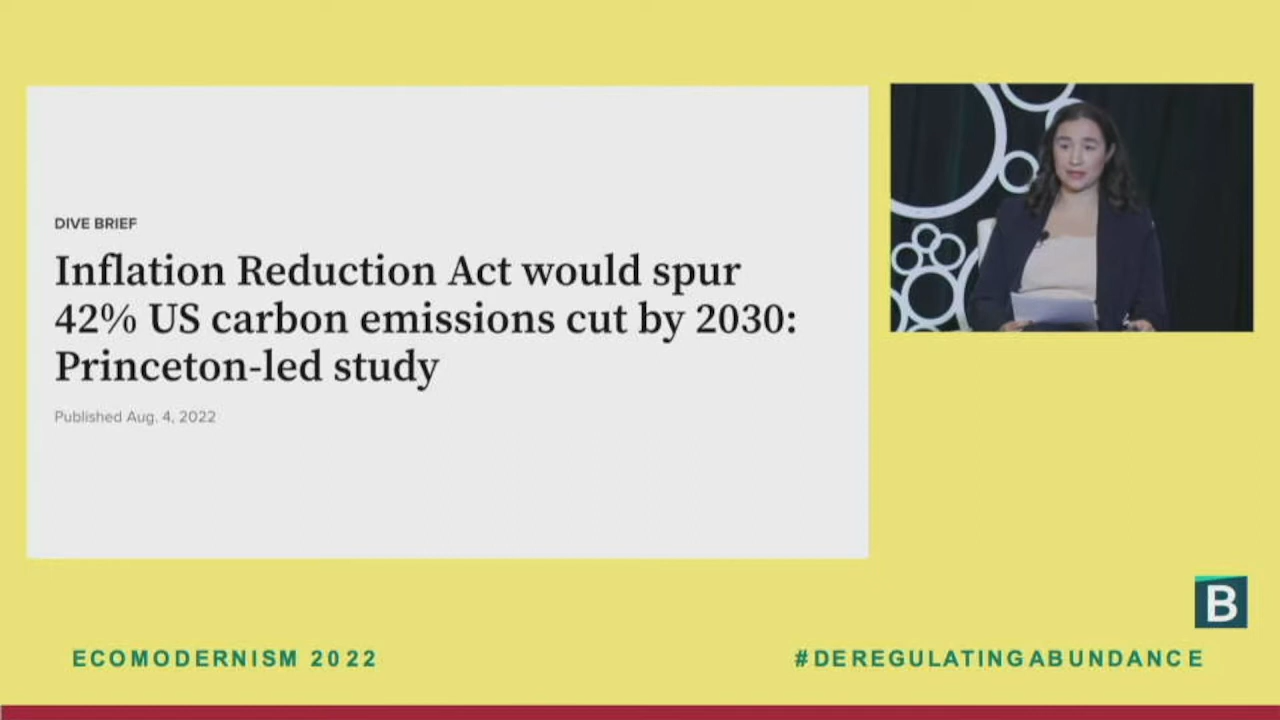 DIVE BRIEF
Inflation Reduction Act would spur
42% US carbon emissions cut by 2030:
Princeton-led study
Published Aug. 4, 2022
B
ECOMODERNISM 2022
#DEREGULATINGABUNDANCE